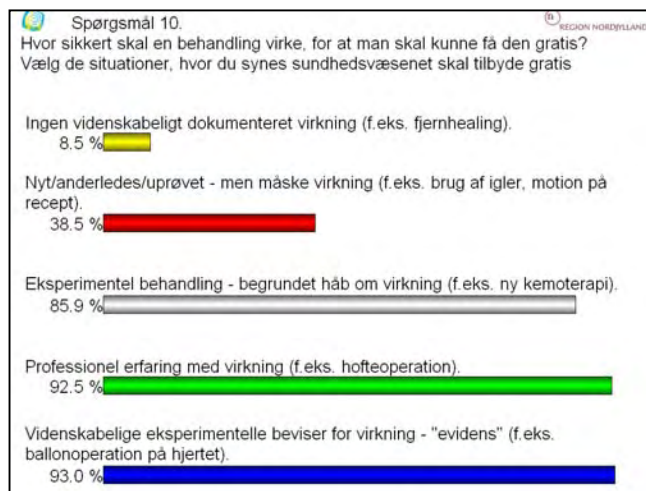 Spørgsmål 10.
REGION NORDJYLLAND
Hvor sikkert skal en behandling virke, for at man skal kunne få den gratis?
Vælg de situationer, hvor du synes sundhedsvæsenet skal tilbyde gratis
Ingen videnskabeligt dokumenteret virkning (f.eks. fjernhealing).
8.5 %
Nyt/anderledes/uprøvet - men måske virkning (f.eks. brug af igler, motion på
recept).
38.5 %
Eksperimentel behandling - begrundet håb om virkning (f.eks. ny kemoterapi).
85.9 %
Professionel erfaring med virkning (f.eks. hofteoperation).
92.5 %
Videnskabelige eksperimentelle beviser for virkning - "evidens" (f.eks.
ballonoperation på hjertet).
93.0 %